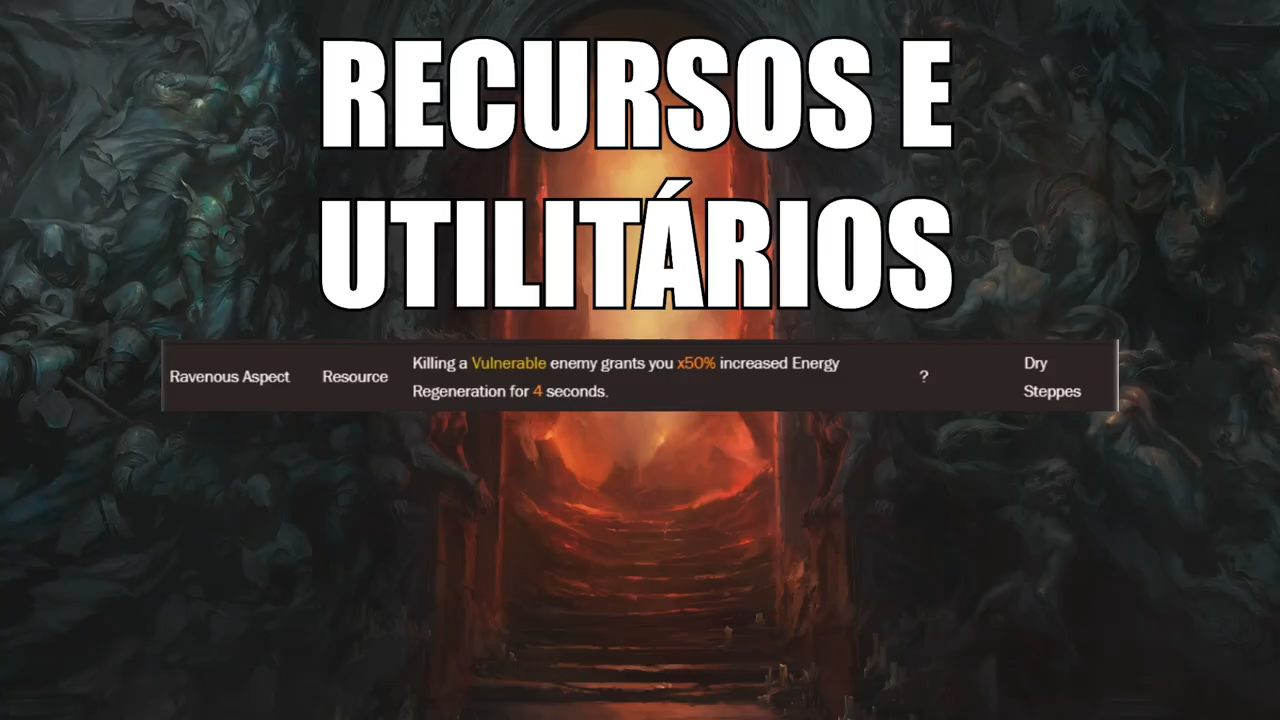 RECURSOS E
UTILITÁRIOS
Ravenous Aspect
Resource
Killing a Vulnerable enemy grants you x50% increased Energy
Regeneration for 4 seconds.
?
Dry
Steppes